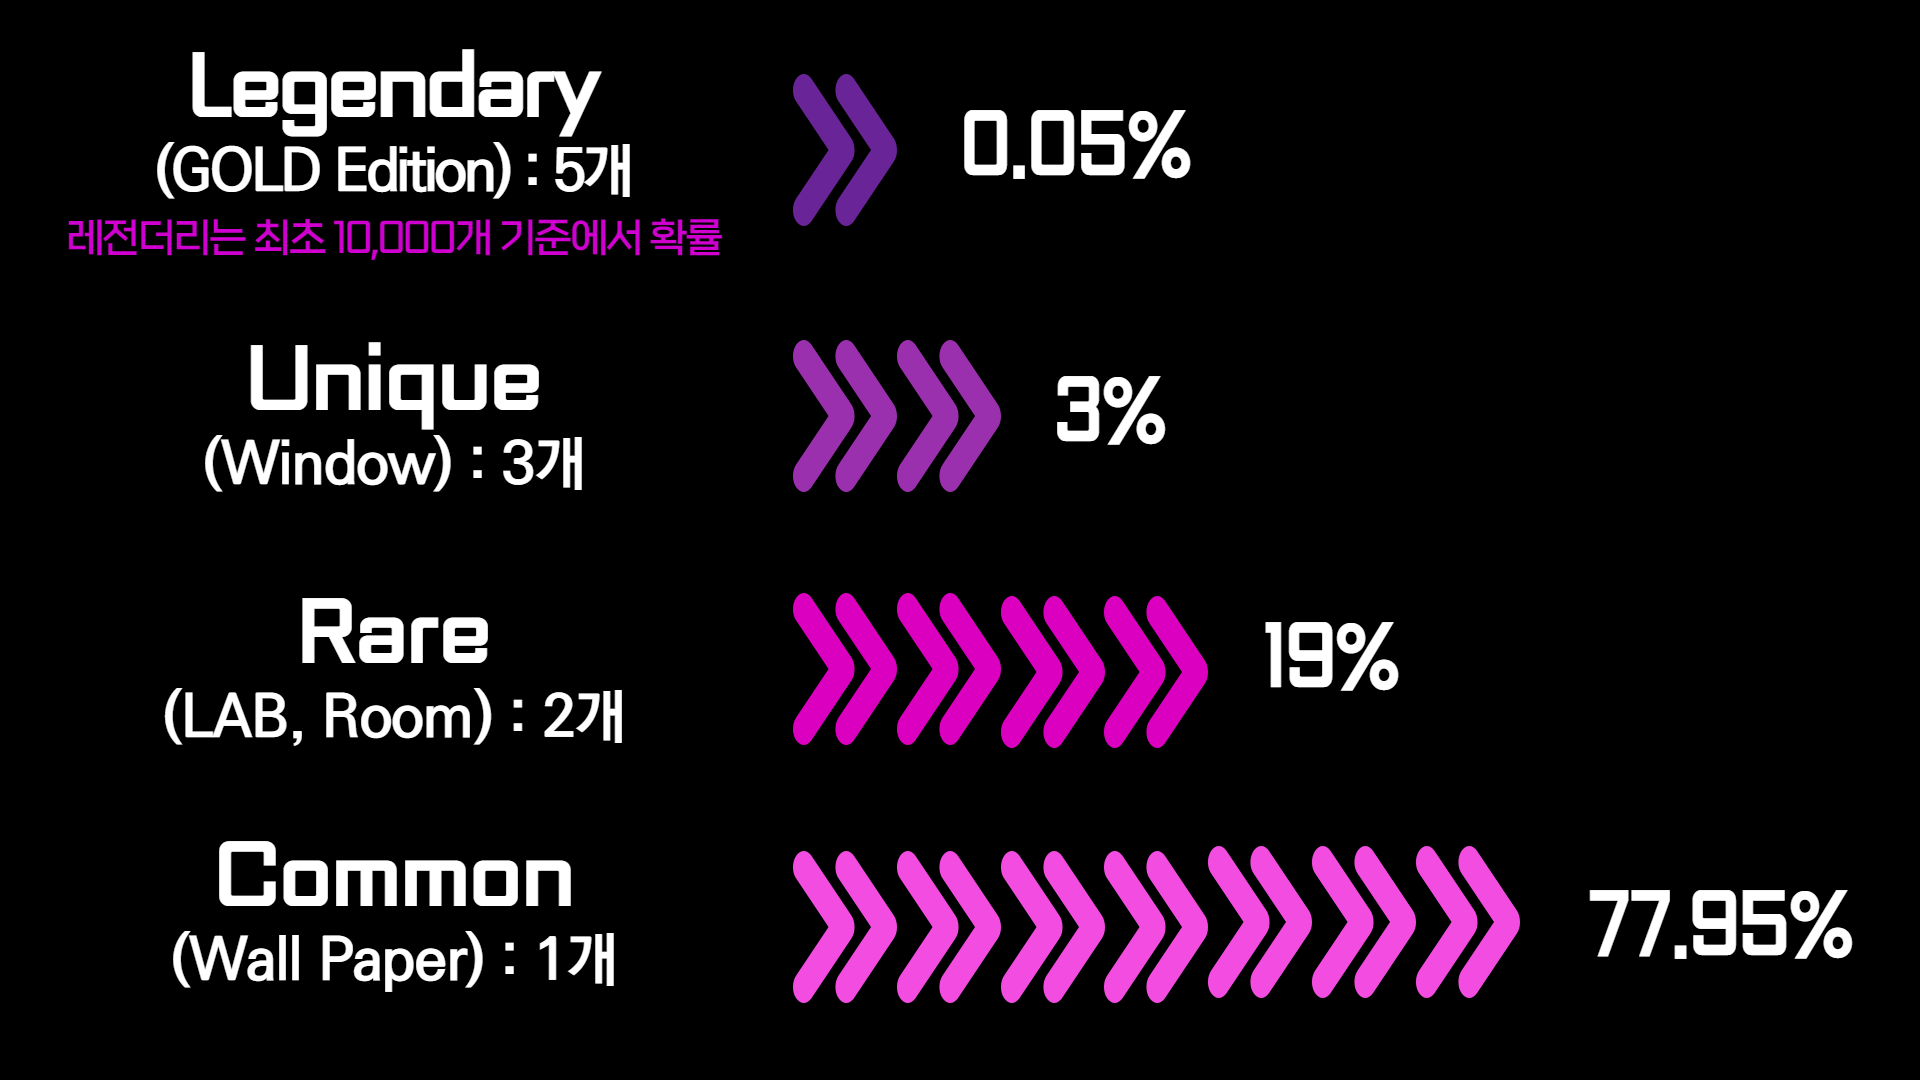 Legendary
(GOLD Edition) : 5개
레전더리는 최초 10,000개 기준에서 확률
0.05%
Unique
(Window) : 3개
3%
Rare
(LAB, Room) : 2개
19%
Common
(Wall Paper) : 1개
77.95%